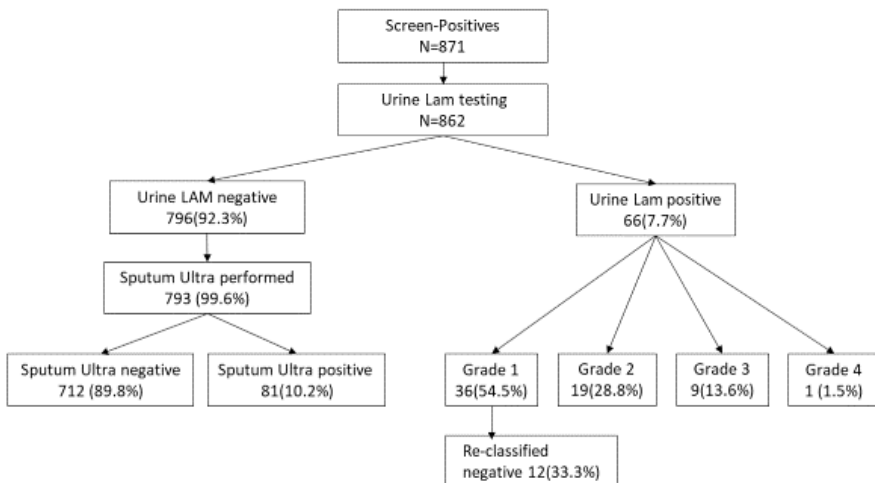 Screen-Positives
N=871
Urine Lam testing
N=862
Urine LAM negative
796(92.3%)
Urine Lam positive
66(7.7%)
Sputum Ultra performed
793 (99.6%)
Sputum Ultra negative
712 (89.8%)
Sputum Ultra positive
81(10.2%)
Grade 1
36(54.5%)
Grade 2
19(28.8%)
Grade 3
9(13.6%)
Grade 4
1 (1.5%)
Re-classified
negative 12(33.3%)